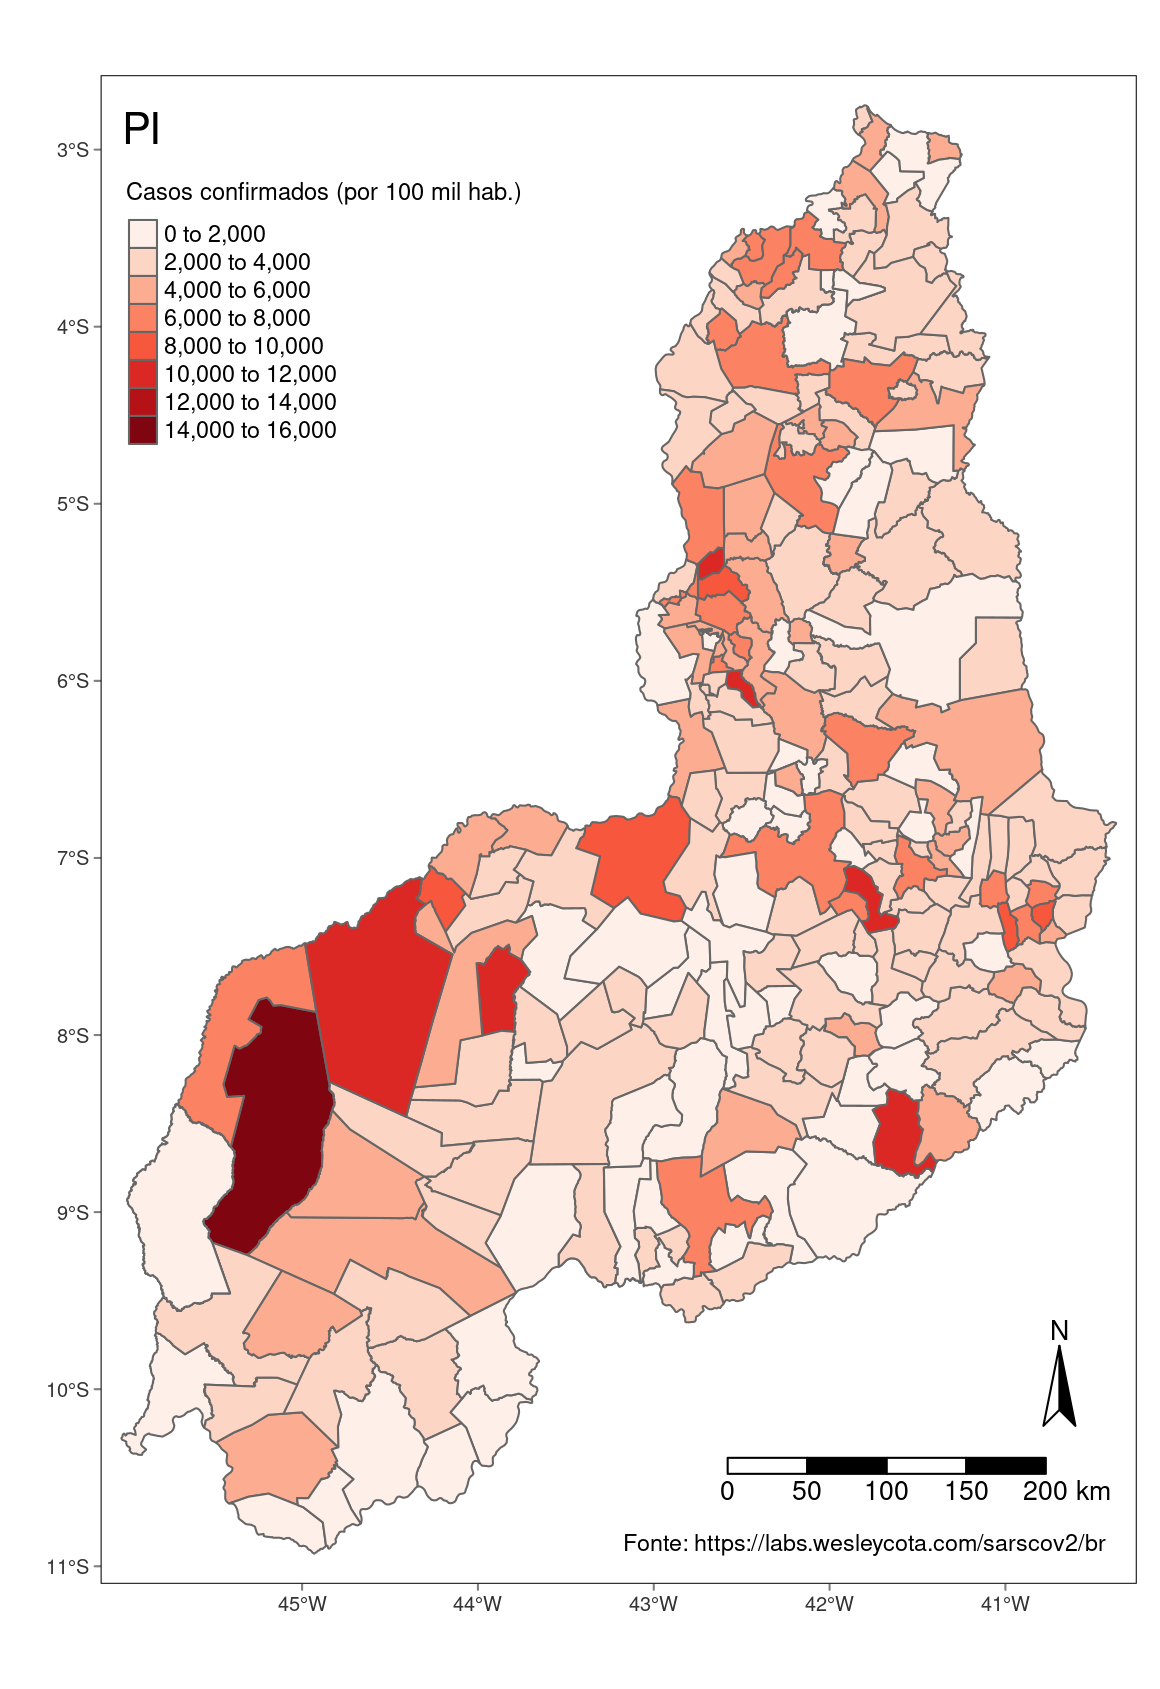 PI
Casos confirmados (por 100 mil hab.)
0 to 2,000
2,000 to 4,000
4,000 to 6,000
6,000 to 8,000
8,000 to 10,000
10,000 to 12,000
12,000 to 14,000
14,000 to 16,000
3°S
4°S
5°S
6°S
7°S
8°S
9°S
10°S
11°S
N
0 50 100 150 200 km
Fonte: https://labs.wesleycota.com/sarscov2/br
45°W 44°W 43°W 42°W 41°W